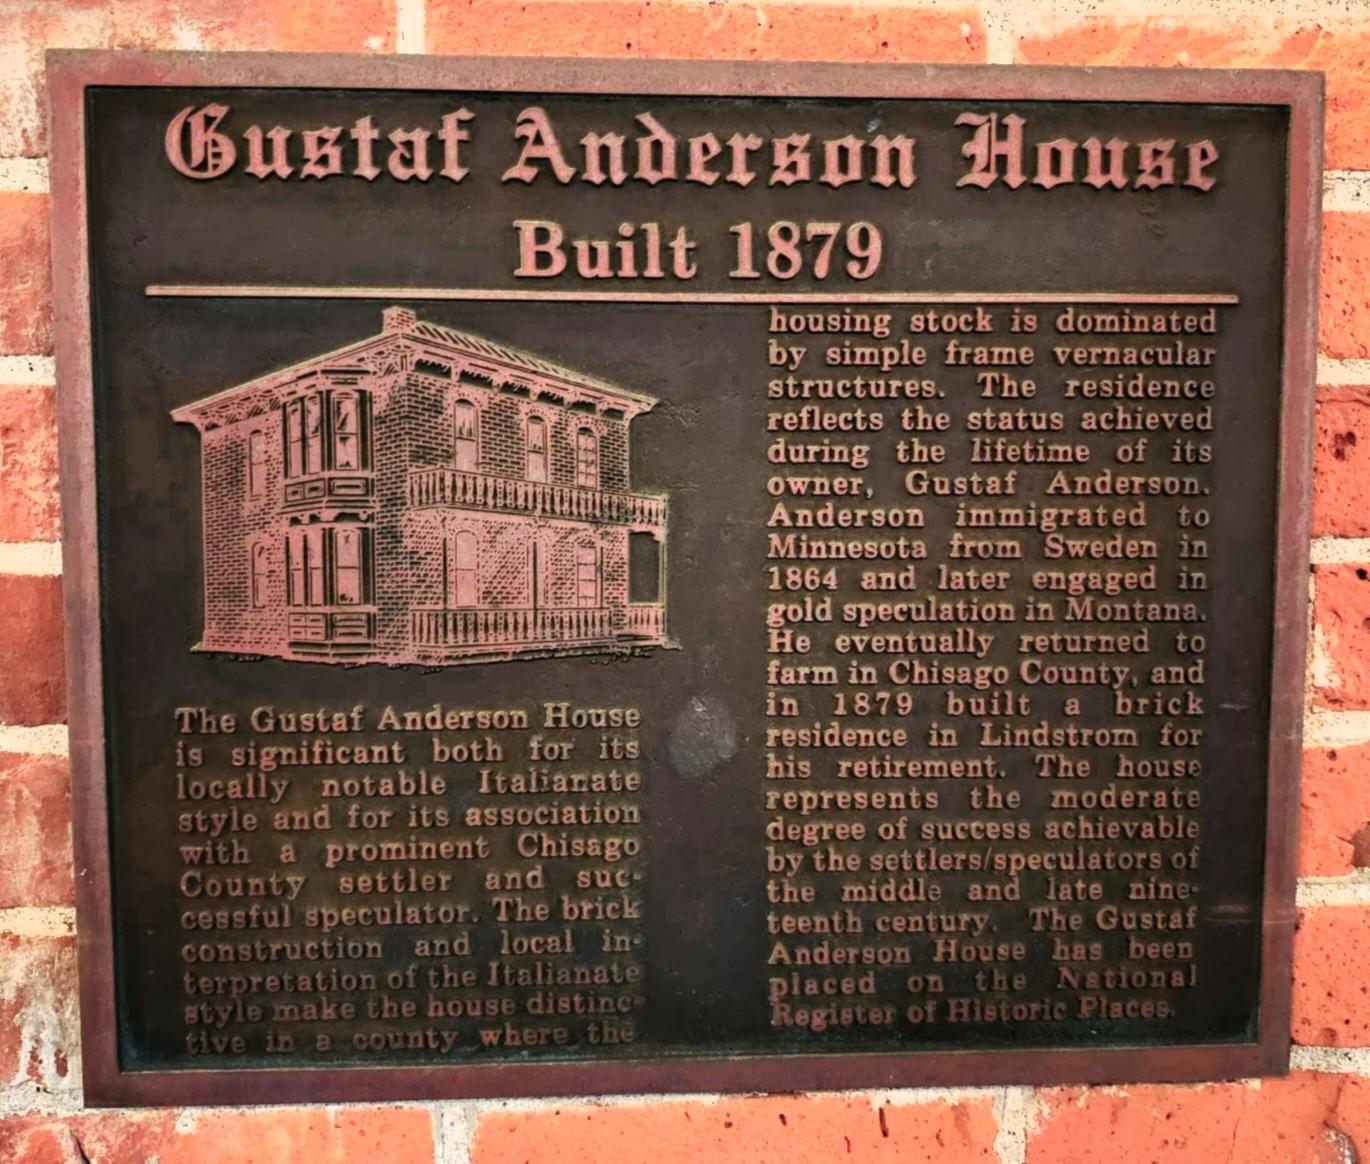 Gustaf Anderson House
Built 1879
The Gustaf Anderson House
is significant both for its
locally notable Italianate
style and for its association
with a prominent Chisago
County settler and suc-
cessful speculator. The brick
construction and local in-
terpretation of the Italianate
style make the house distinc-
tive in a county where the
housing stock is dominated
by simple frame vernacular
structures. The residence
reflects the status achieved
during the lifetime of its
owner, Gustaf Anderson.
Anderson immigrated to
Minnesota from Sweden in
1864 and later engaged in
gold speculation in Montana.
He eventually returned to
farm in Chisago County, and
in 1879 built a brick
residence in Lindstrom for
his retirement. The house
represents the moderate
degree of success achievable
by the settlers/speculators of
the middle and late nine-
teenth century. The Gustaf
Anderson House has been
placed on the National
Register of Historic Places.